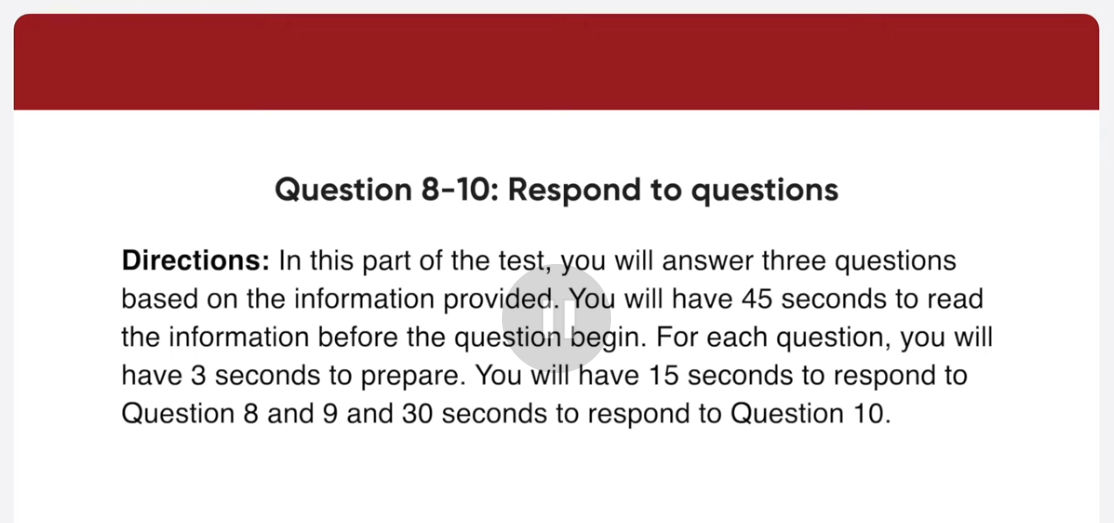 Question 8-10: Respond to questions
Directions: In this part of the test, you will answer three questions
based on the information provided. You will have 45 seconds to read
the information before the question begin. For each question, you will
have 3 seconds to prepare. You will have 15 seconds to respond to
Question 8 and 9 and 30 seconds to respond to Question 10.